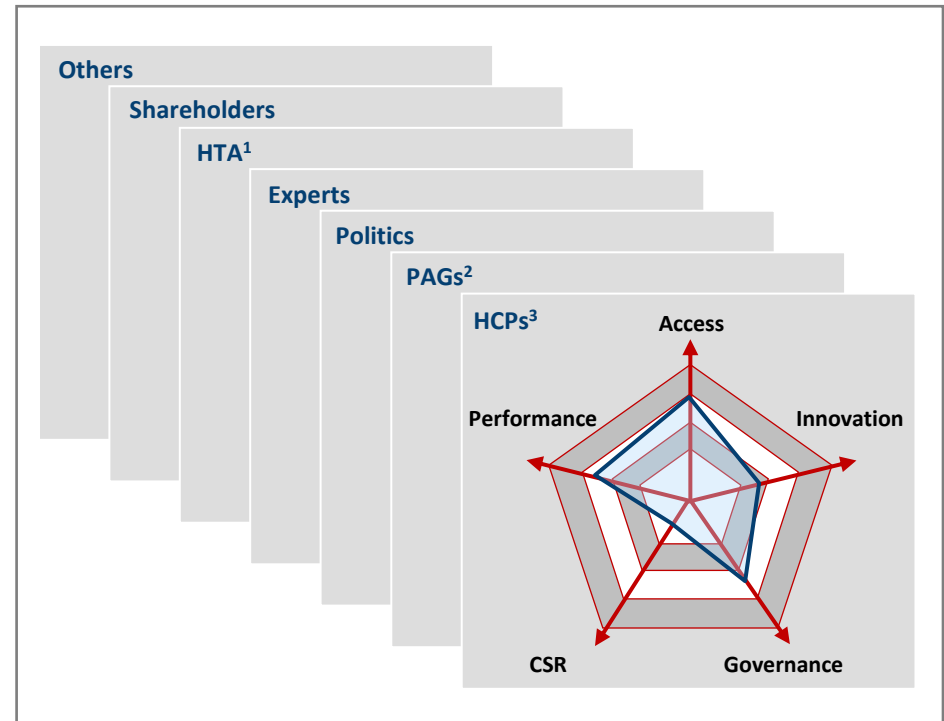 Others
Shareholders
HTA¹
Experts
Politics
PAGs²
HCPs³
Access
Performance
Innovation
CSR
Governance